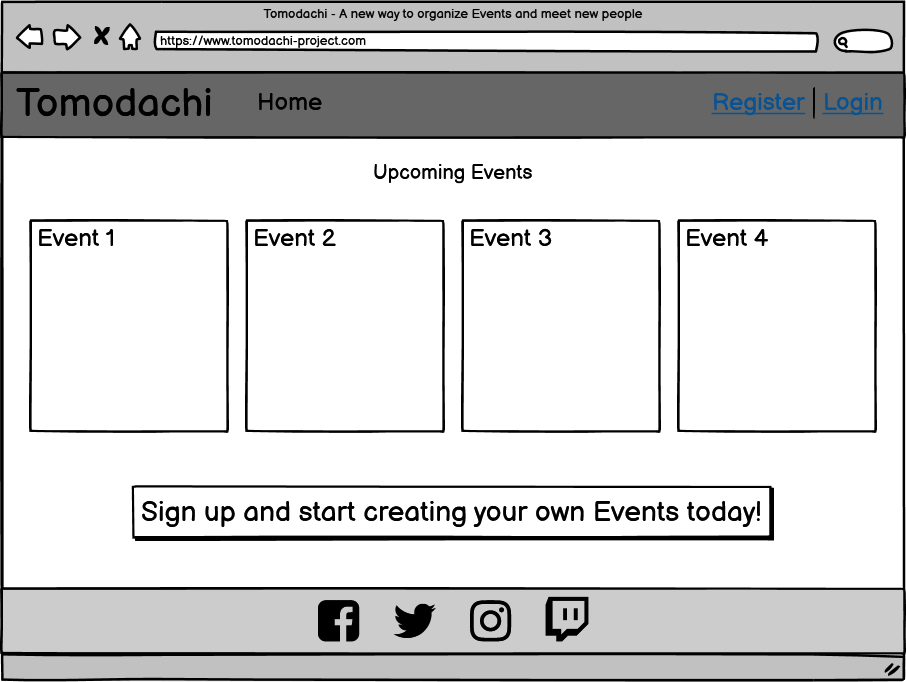 Tomodachi - A new way to organize Events and meet new people
https://www.tomodachi-project.com
Tomodachi Home Register | Login
Upcoming Events
Event 1 Event 2 Event 3 Event 4
Sign up and start creating your own Events today!